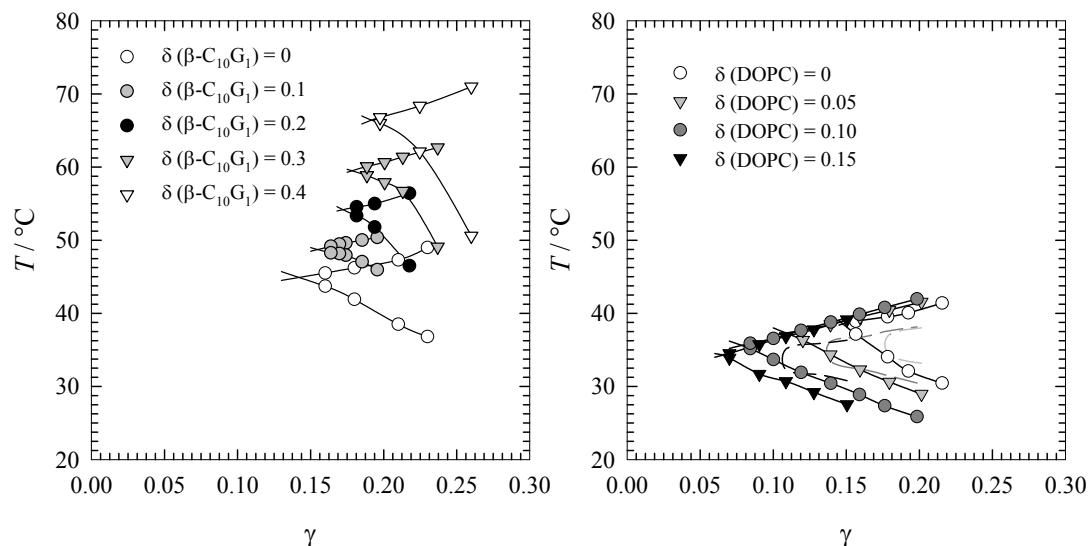 80
70
60
50
40
30
20
T / °C
0.00 0.05 0.10 0.15 0.20 0.25 0.30
γ
δ (β-C₁₀G₁) = 0
δ (β-C₁₀G₁) = 0.1
δ (β-C₁₀G₁) = 0.2
δ (β-C₁₀G₁) = 0.3
δ (β-C₁₀G₁) = 0.4
80
70
60
50
40
30
20
T / °C
0.00 0.05 0.10 0.15 0.20 0.25 0.30
γ
δ (DOPC) = 0
δ (DOPC) = 0.05
δ (DOPC) = 0.10
δ (DOPC) = 0.15